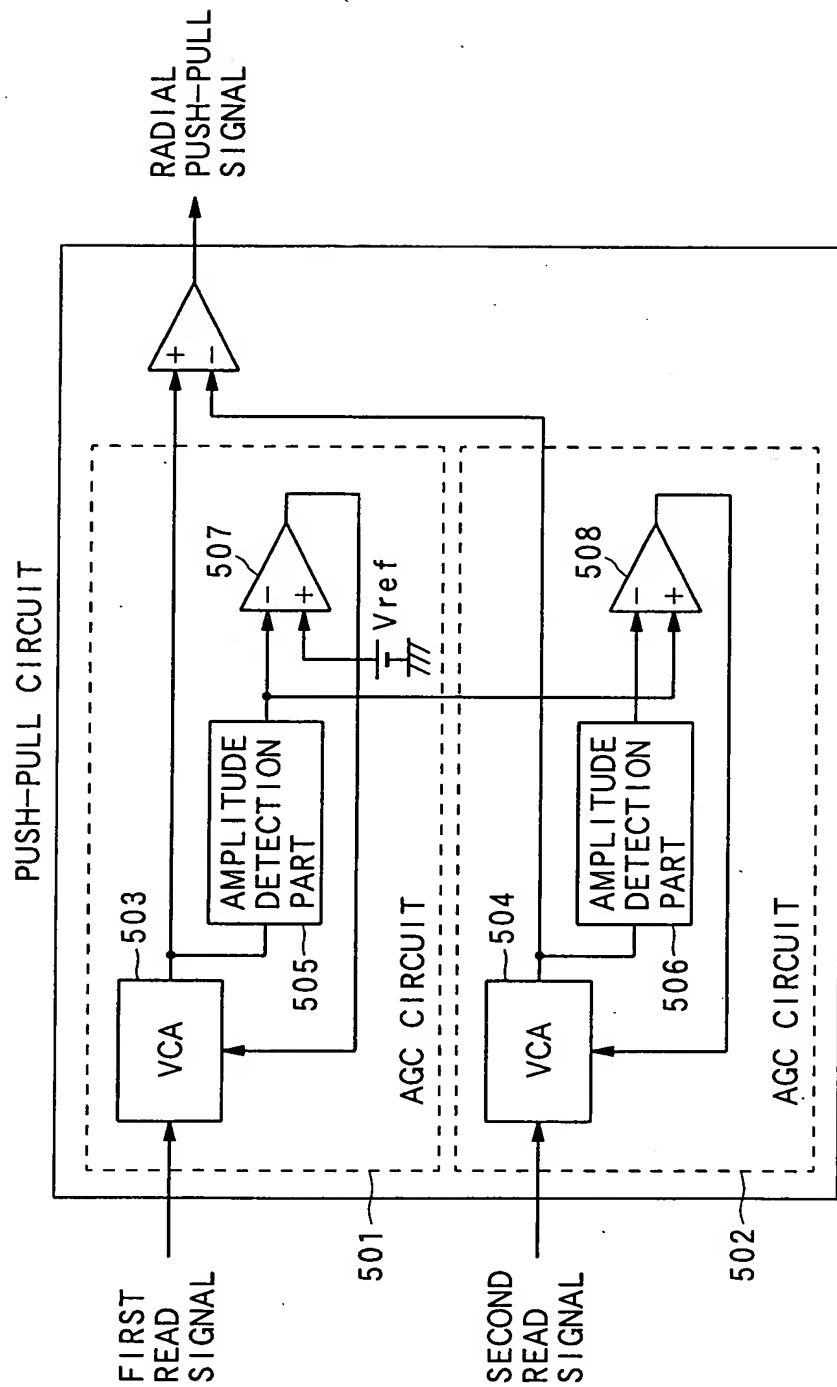 PUSH-PULL CIRCUIT
FIRST
READ
SIGNAL
503
VCA
505
AMPLITUDE
DETECTION
PART
507
-
+
Vref
AGC CIRCUIT
501
+
-
RADIAL
PUSH-PULL
SIGNAL
SECOND
READ
SIGNAL
504
VCA
506
AMPLITUDE
DETECTION
PART
508
-
+
AGC CIRCUIT
502